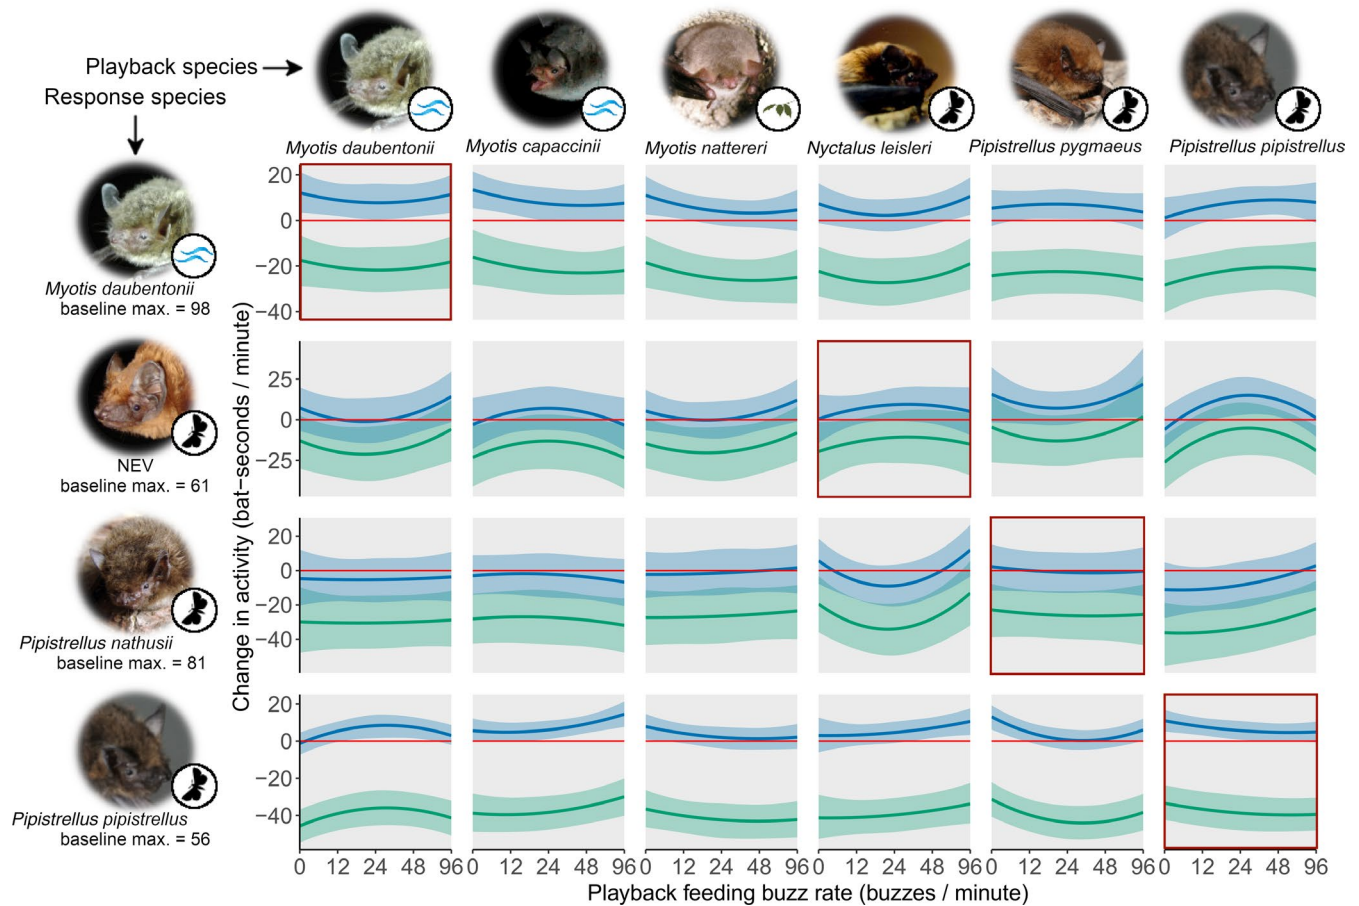 Playback species
Response species
Myotis daubentonii
Myotis capaccinii
Myotis nattereri
Nyctalus leisleri
Pipistrellus pygmaeus
Pipistrellus pipistrellus
Change in activity (bat−seconds / minute)
Myotis daubentonii
baseline max. = 98
20
0
−20
−40
NEV
baseline max. = 61
25
0
−25
Pipistrellus nathusii
baseline max. = 81
20
0
−20
−40
Pipistrellus pipistrellus
baseline max. = 56
20
0
−20
−40
0 12 24 48 96
0 12 24 48 96
0 12 24 48 96
0 12 24 48 96
0 12 24 48 96
0 12 24 48 96
Playback feeding buzz rate (buzzes / minute)